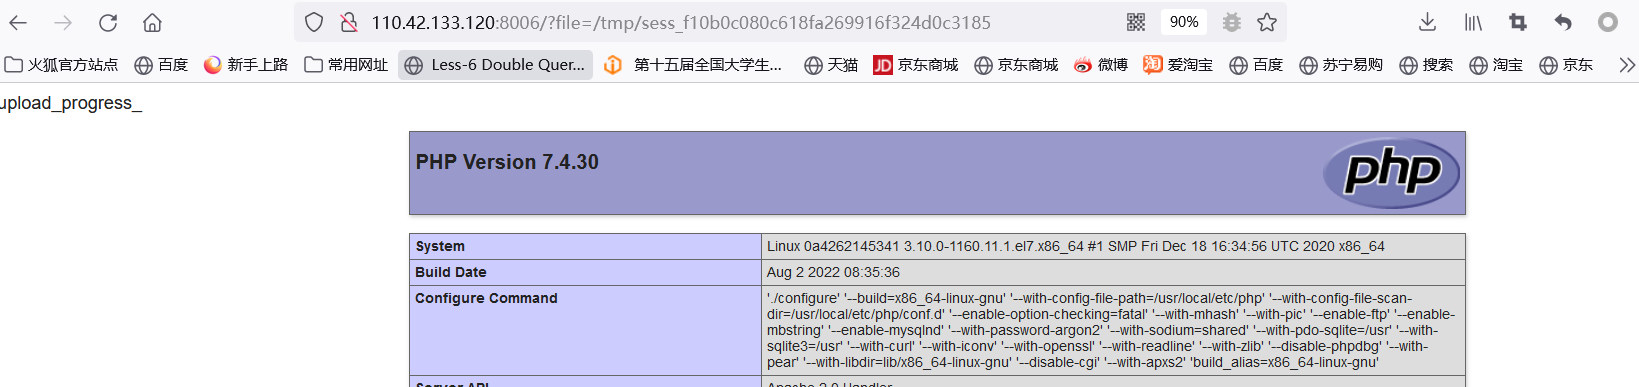 110.42.133.120:8006/?file=/tmp/sess_f10b0c080c618fa269916f324d0c3185 90%
火狐官方站点 百度 新手上路 常用网址 Less-6 Double Quer... 第十五届全国大学生... 天猫 JD 京东商城 京东商城 微博 淘 爱淘宝 百度 苏宁易购 搜索 淘宝 京东
upload_progress_
PHP Version 7.4.30 php
System Linux 0a4262145341 3.10.0-1160.11.1.el7.x86_64 #1 SMP Fri Dec 18 16:34:56 UTC 2020 x86_64
Build Date Aug 2 2022 08:35:36
Configure Command './configure' '--build=x86_64-linux-gnu' '--with-config-file-path=/usr/local/etc/php' '--with-config-file-scan-
dir=/usr/local/etc/php/conf.d' '--enable-option-checking=fatal' '--with-mhash' '--with-pic' '--enable-ftp' '--enable-
mbstring' '--enable-mysqlnd' '--with-password-argon2' '--with-sodium=shared' '--with-pdo-sqlite=/usr' '--with-
sqlite3=/usr' '--with-curl' '--with-iconv' '--with-openssl' '--with-readline' '--with-zlib' '--disable-phpdbg' '--with-
pear' '--with-libdir=lib/x86_64-linux-gnu' '--disable-cgi' '--with-apxs2' 'build_alias=x86_64-linux-gnu'
Server API Apache 2.0 Handler